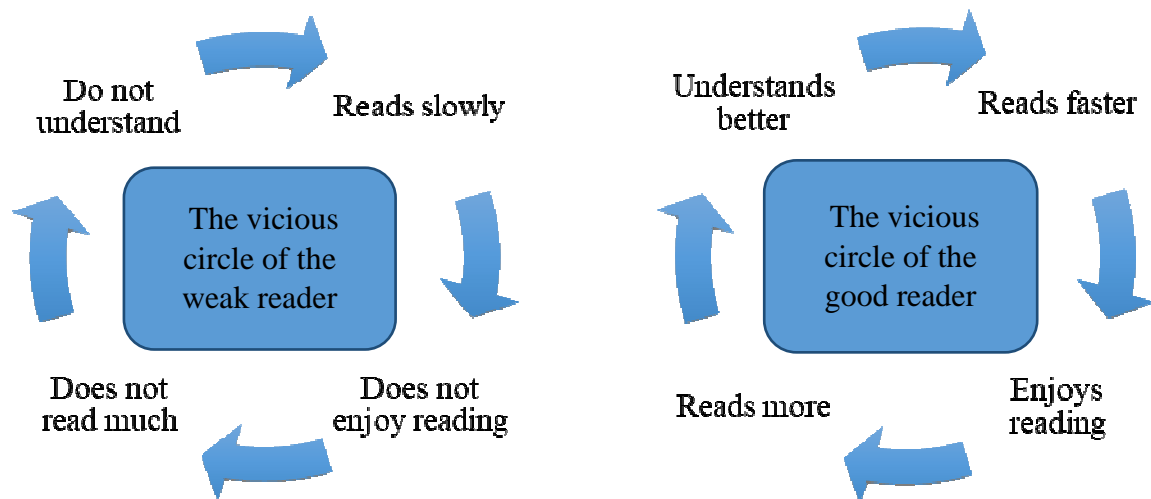 Do not
understand
Reads slowly
The vicious
circle of the
weak reader
Does not
read much
Does not
enjoy reading
Understands
better
Reads faster
The vicious
circle of the
good reader
Reads more
Enjoys
reading